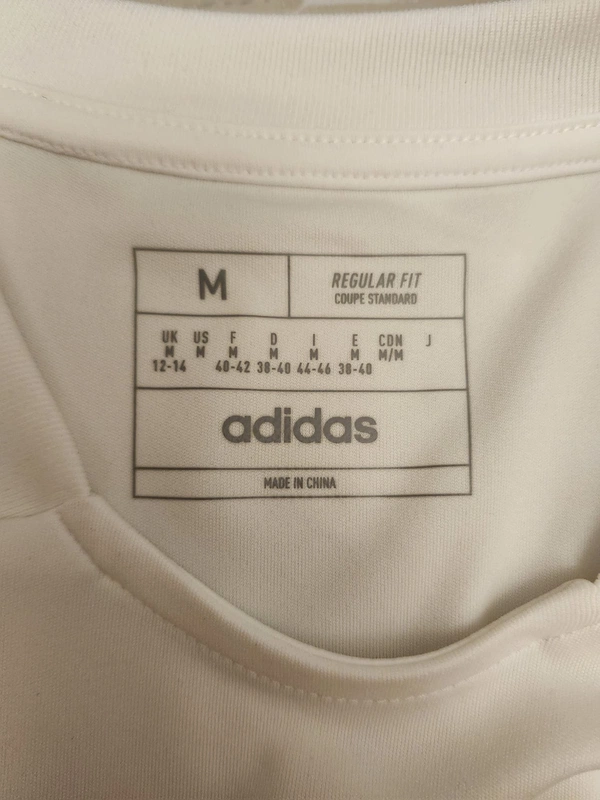 M
REGULAR FIT
COUPE STANDARD
UK US F D I E CDN J
M M M M M M M/M
12-14 40-42 38-40 44-46 38-40
adidas
MADE IN CHINA